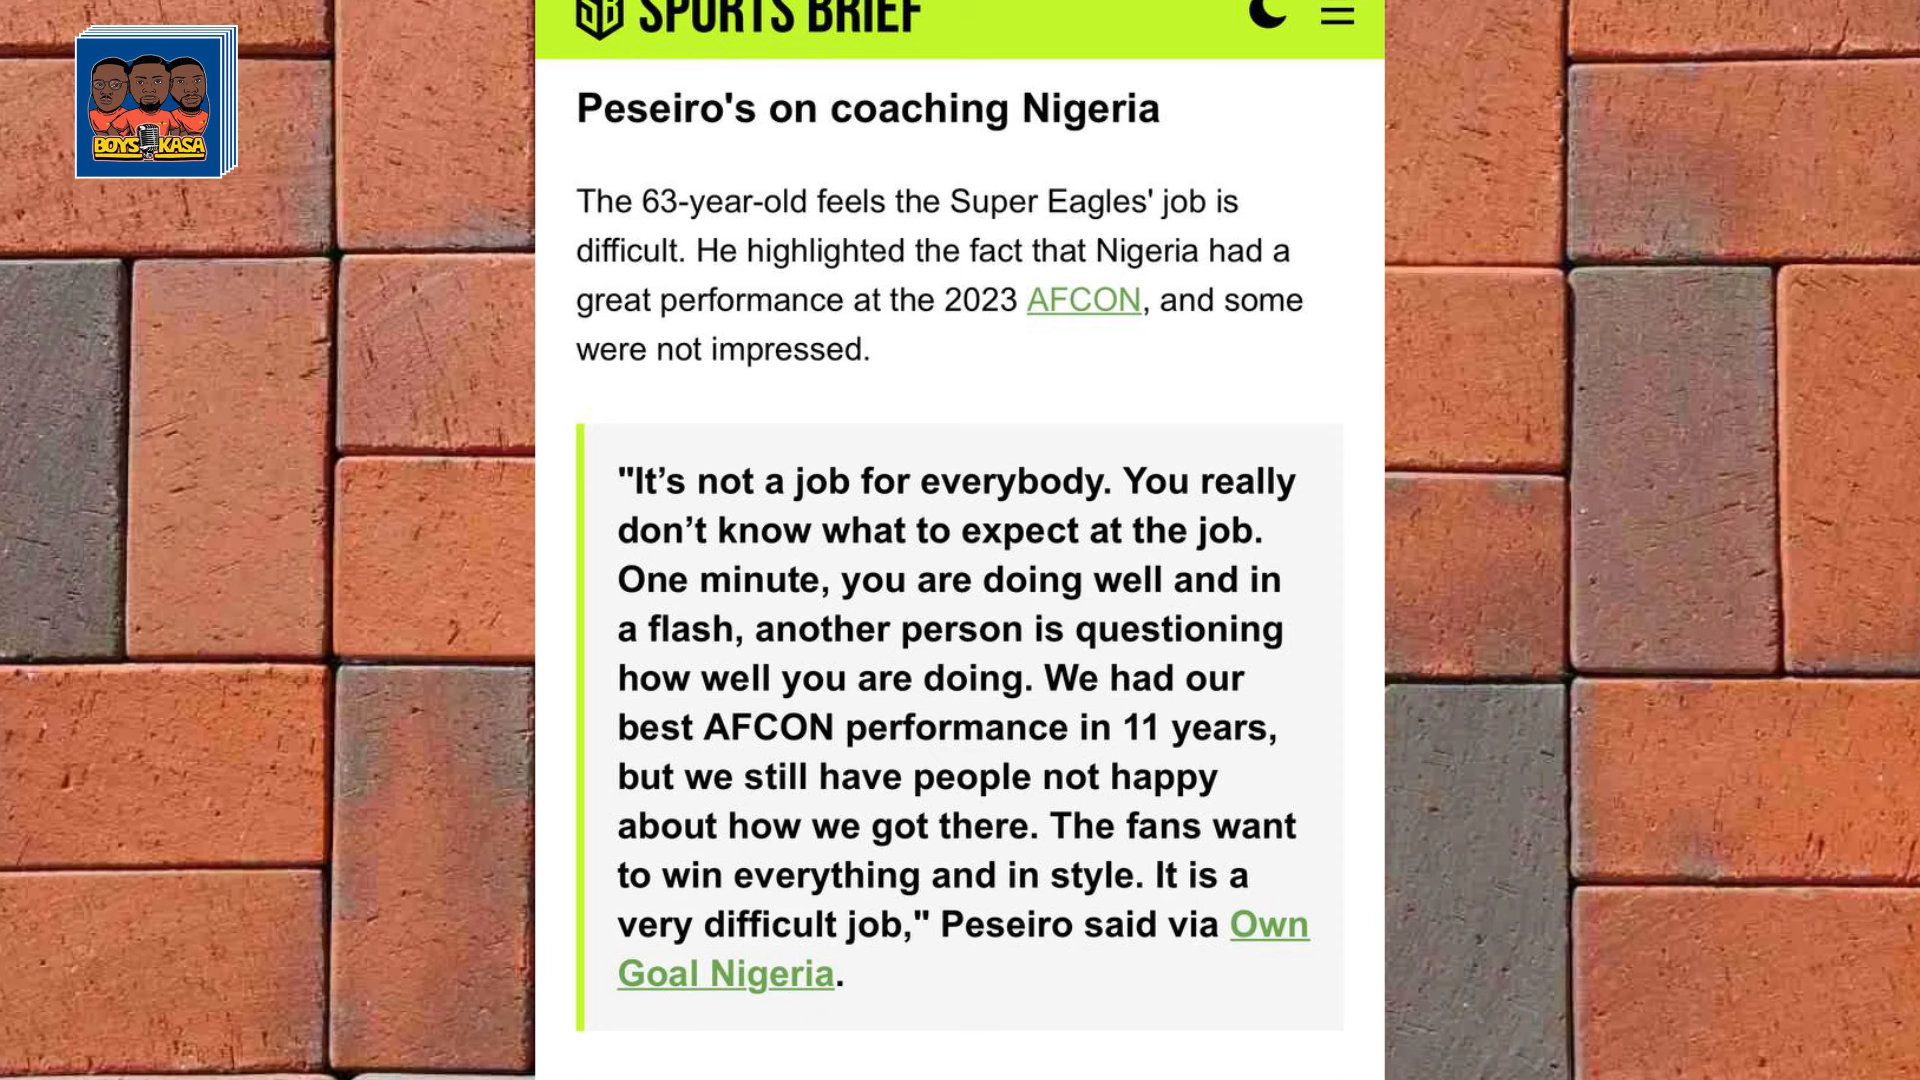 SPORTS BRIEF
BOYS KASA
Peseiro's on coaching Nigeria
The 63-year-old feels the Super Eagles' job is
difficult. He highlighted the fact that Nigeria had a
great performance at the 2023 AFCON, and some
were not impressed.
"It’s not a job for everybody. You really
don’t know what to expect at the job.
One minute, you are doing well and in
a flash, another person is questioning
how well you are doing. We had our
best AFCON performance in 11 years,
but we still have people not happy
about how we got there. The fans want
to win everything and in style. It is a
very difficult job," Peseiro said via Own
Goal Nigeria.